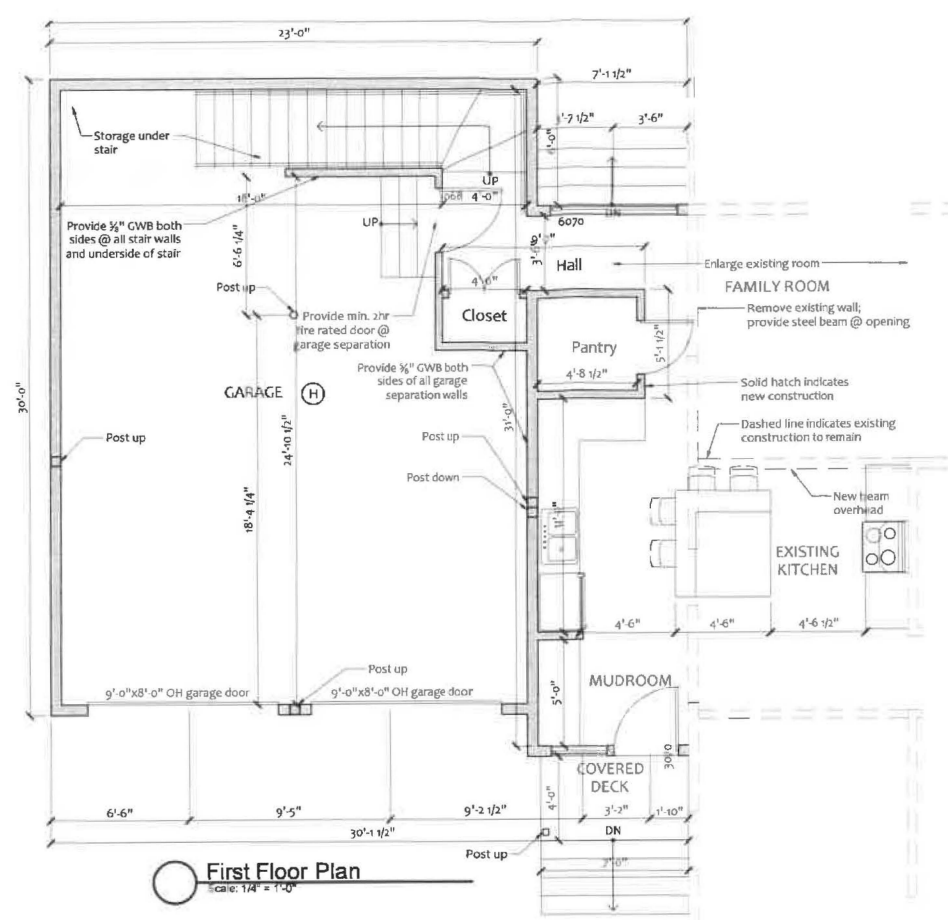 23'-0"
7'-1 1/2"
3'-6"
Storage under
stair
UP
DN
18'-0"
4'-0"
6070
Provide ⅝" GWB both
sides @ all stair walls
and underside of stair
UP
6'-6 1/4"
Hall
Enlarge existing room
FAMILY ROOM
Post up
4'-6"
Remove existing wall;
provide steel beam @ opening
Closet
Provide min. 2hr
fire rated door @
garage separation
Pantry
5'-1 1/2"
4'-8 1/2"
Provide ⅝" GWB both
sides of all garage
separation walls
Solid hatch indicates
new construction
GARAGE
H
30'-0"
31'-0"
24'-10 1/2"
Dashed line indicates existing
construction to remain
Post up
Post up
Post down
18'-4 1/4"
New beam
overhead
EXISTING
KITCHEN
4'-6"
4'-6"
4'-6 1/2"
Post up
9'-0"x8'-0" OH garage door
9'-0"x8'-0" OH garage door
MUDROOM
5'-0"
3070
COVERED
DECK
4'-0"
6'-6"
9'-5"
9'-2 1/2"
3'-2"
1'-10"
30'-1 1/2"
DN
Post up
7'-0"
First Floor Plan
Scale: 1/4" = 1'-0"